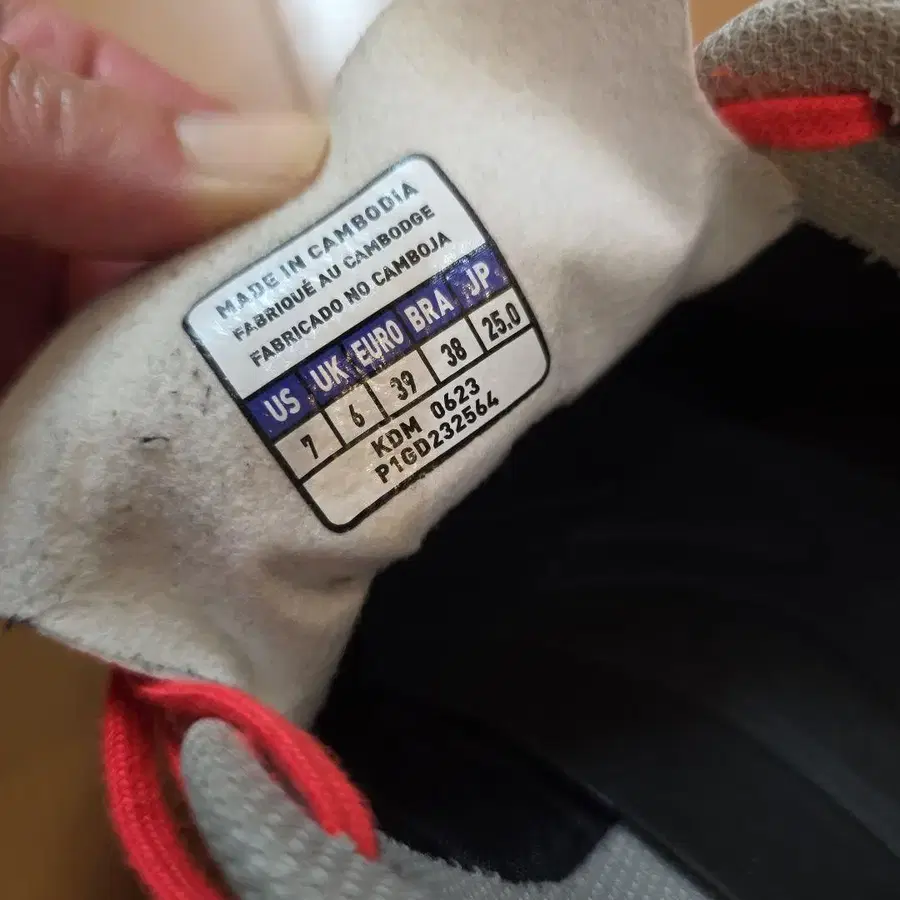 MADE IN CAMBODIA
FABRIQUÉ AU CAMBODGE
FABRICADO NO CAMBOJA
US UK EURO BRA JP
7 6 39 38 25.0
KDM 0623
P1GD232564